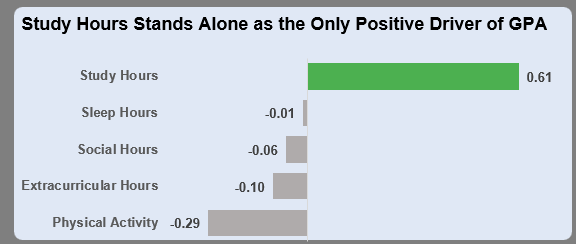 Study Hours Stands Alone as the Only Positive Driver of GPA
Study Hours 0.61
Sleep Hours -0.01
Social Hours -0.06
Extracurricular Hours -0.10
Physical Activity -0.29